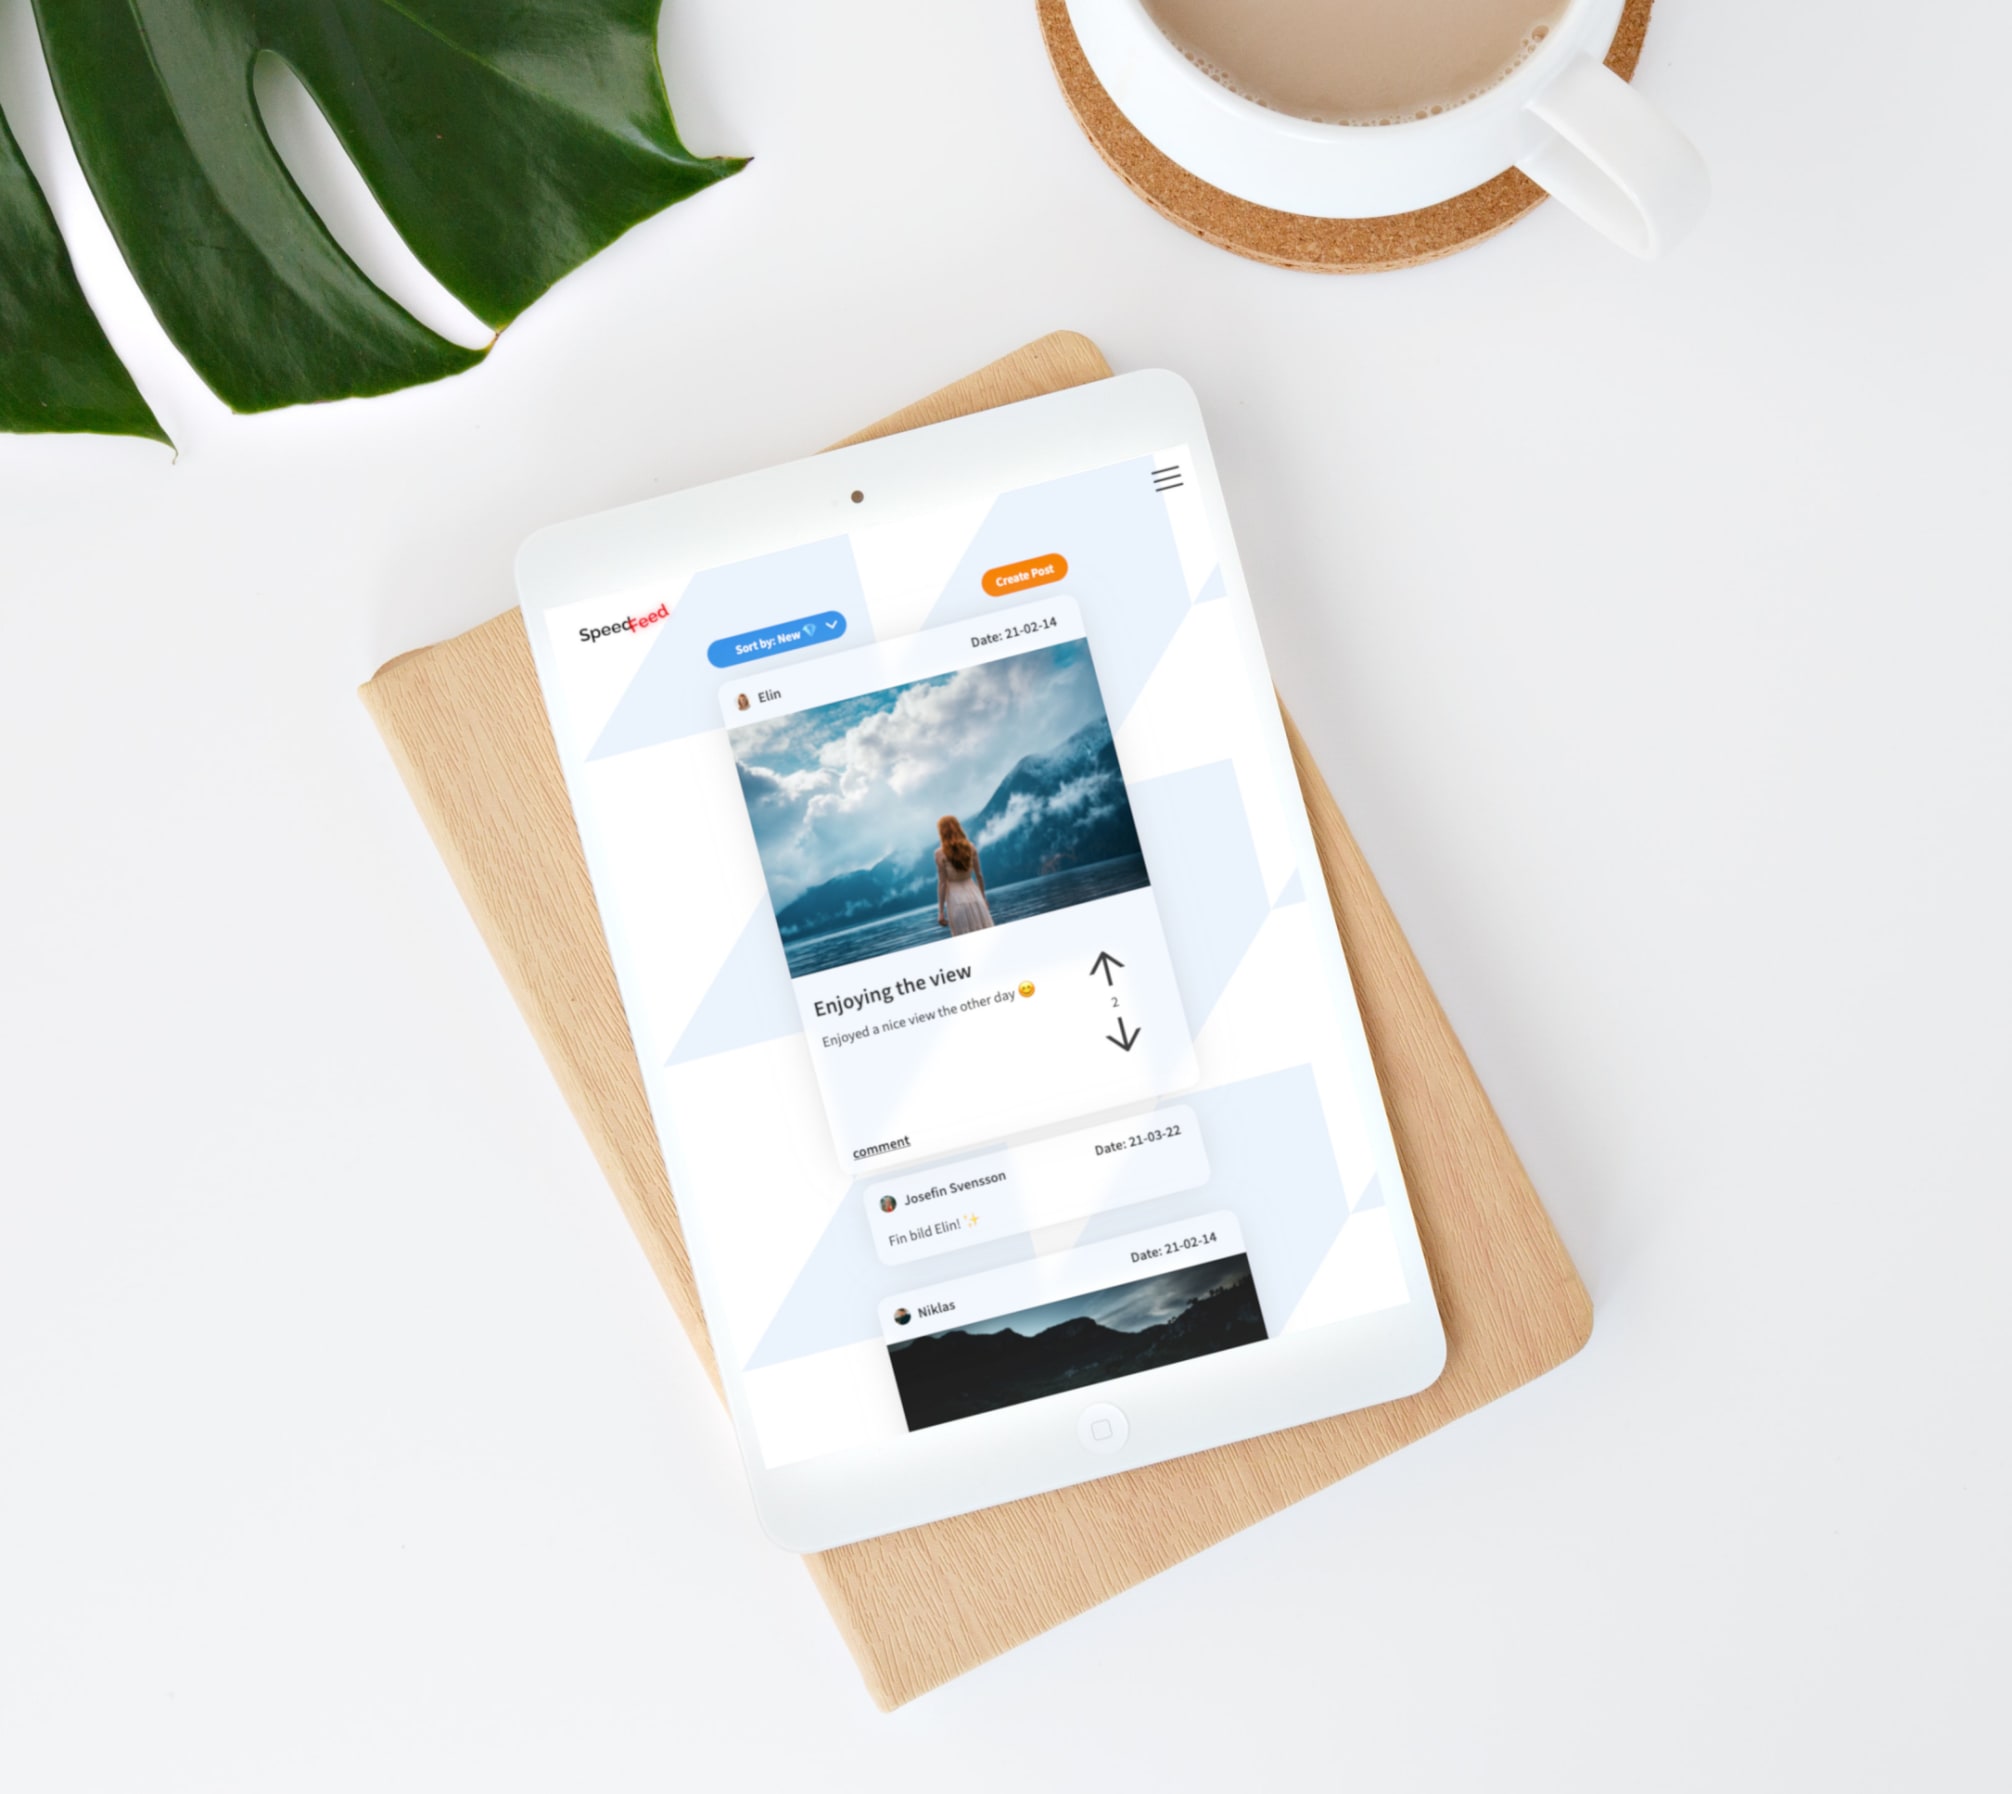 SpeedFeed
Create Post
Sort by: New 💎
Elin
Date: 21-02-14
Enjoying the view
Enjoyed a nice view the other day 😊
2
comment
Josefin Svensson
Date: 21-03-22
Fin bild Elin! ✨
Niklas
Date: 21-02-14